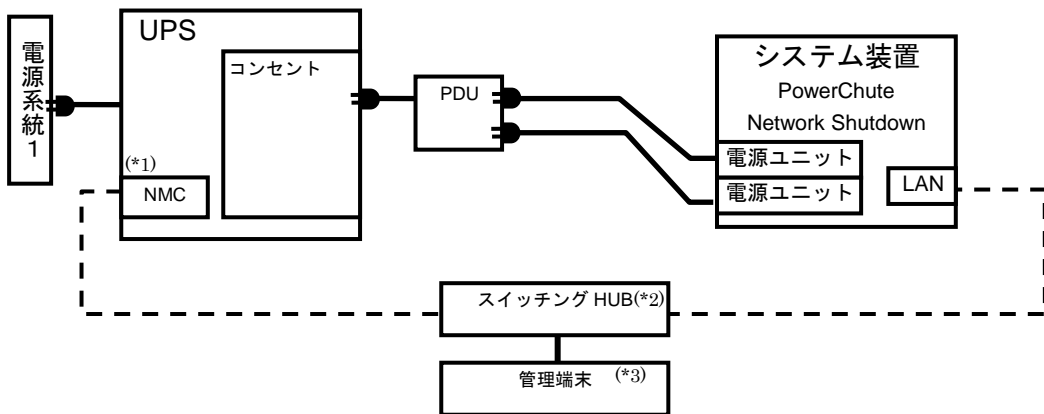 電源系統1
UPS
コンセント
(*1)
NMC
PDU
システム装置
PowerChute
Network Shutdown
電源ユニット
電源ユニット
LAN
スイッチング HUB(*2)
管理端末 (*3)